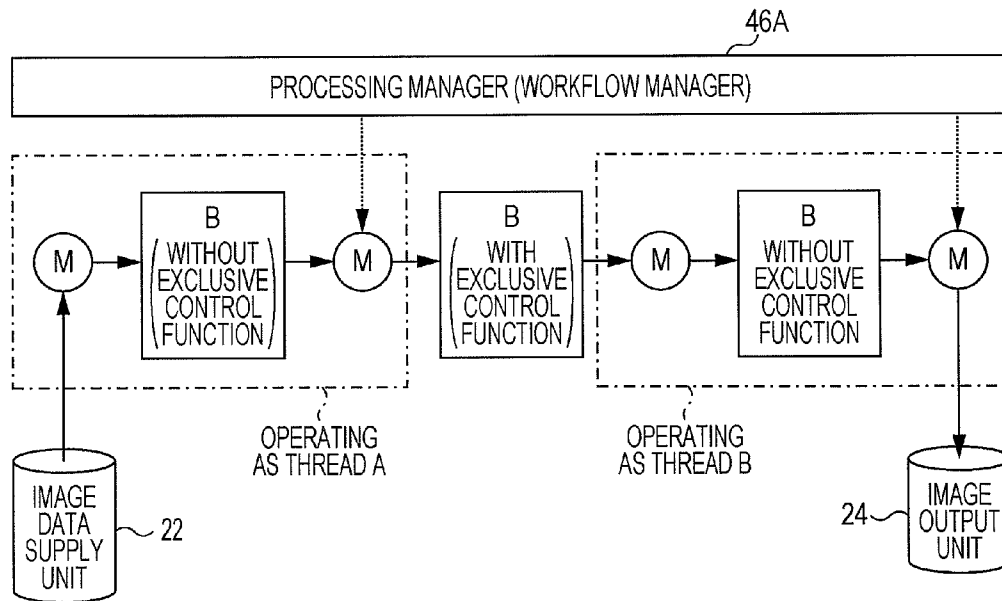 46A
PROCESSING MANAGER (WORKFLOW MANAGER)
M
B
(WITHOUT
EXCLUSIVE
CONTROL
FUNCTION)
M
B
(WITH
EXCLUSIVE
CONTROL
FUNCTION)
M
B
WITHOUT
EXCLUSIVE
CONTROL
FUNCTION
M
OPERATING
AS THREAD A
OPERATING
AS THREAD B
IMAGE
DATA
SUPPLY
UNIT
22
24
IMAGE
OUTPUT
UNIT